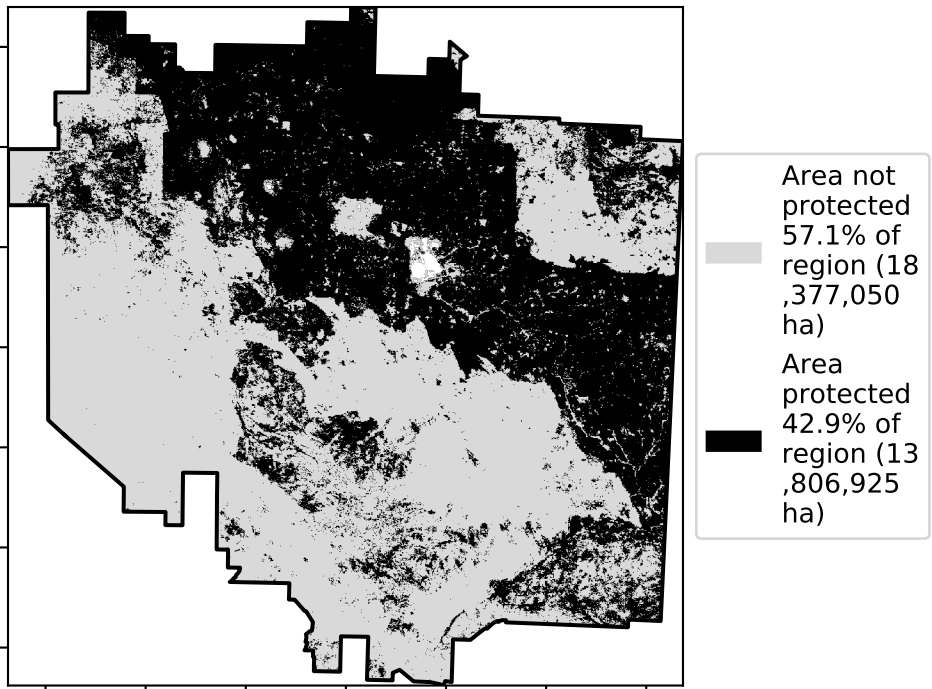 Area not
protected
57.1% of
region (18
,377,050
ha)
Area
protected
42.9% of
region (13
,806,925
ha)